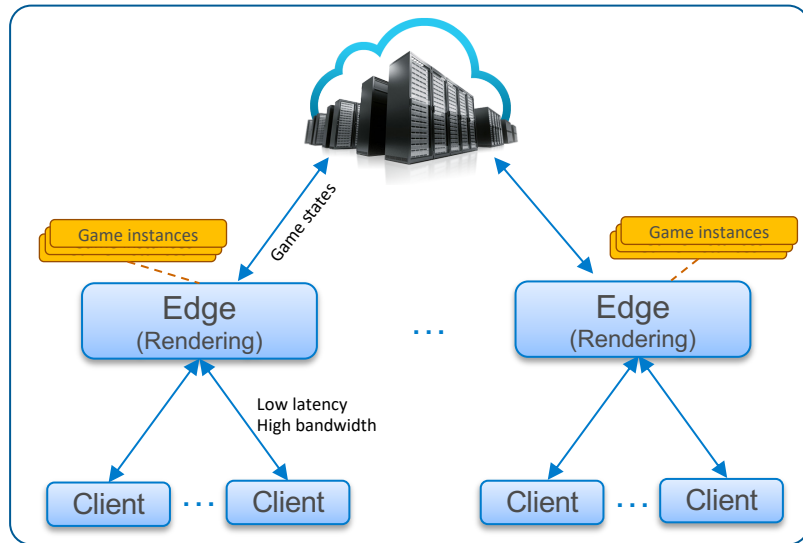 Game states
Game instances
Game instances
Edge
(Rendering)
...
Edge
(Rendering)
Low latency
High bandwidth
Client
...
Client
Client
...
Client